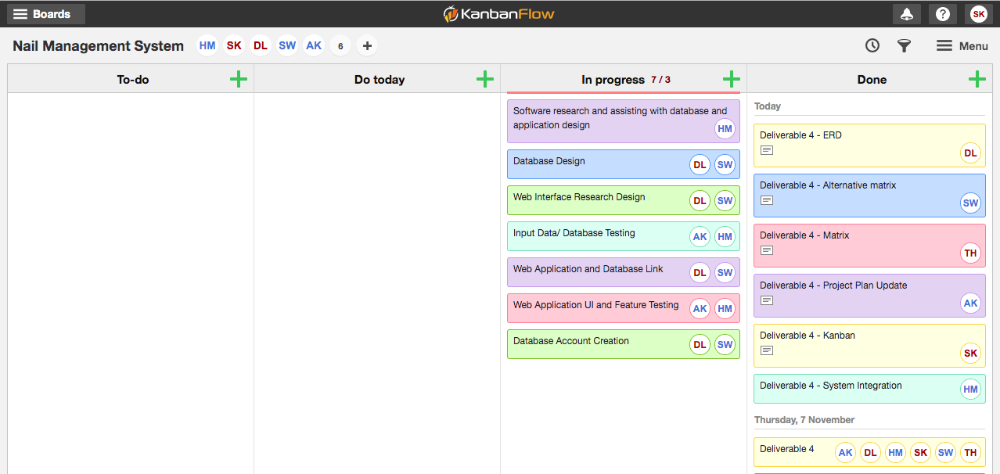 Boards
KanbanFlow
SK
Nail Management System
HM SK DL SW AK 6
Menu
To-do
Do today
In progress 7 / 3
Done
Software research and assisting with database and
application design
HM
Database Design
DL SW
Web Interface Research Design
DL SW
Input Data/ Database Testing
AK HM
Web Application and Database Link
DL SW
Web Application UI and Feature Testing
AK HM
Database Account Creation
DL SW
Today
Deliverable 4 - ERD
DL
Deliverable 4 - Alternative matrix
SW
Deliverable 4 - Matrix
TH
Deliverable 4 - Project Plan Update
AK
Deliverable 4 - Kanban
SK
Deliverable 4 - System Integration
HM
Thursday, 7 November
Deliverable 4
AK DL HM SK SW TH